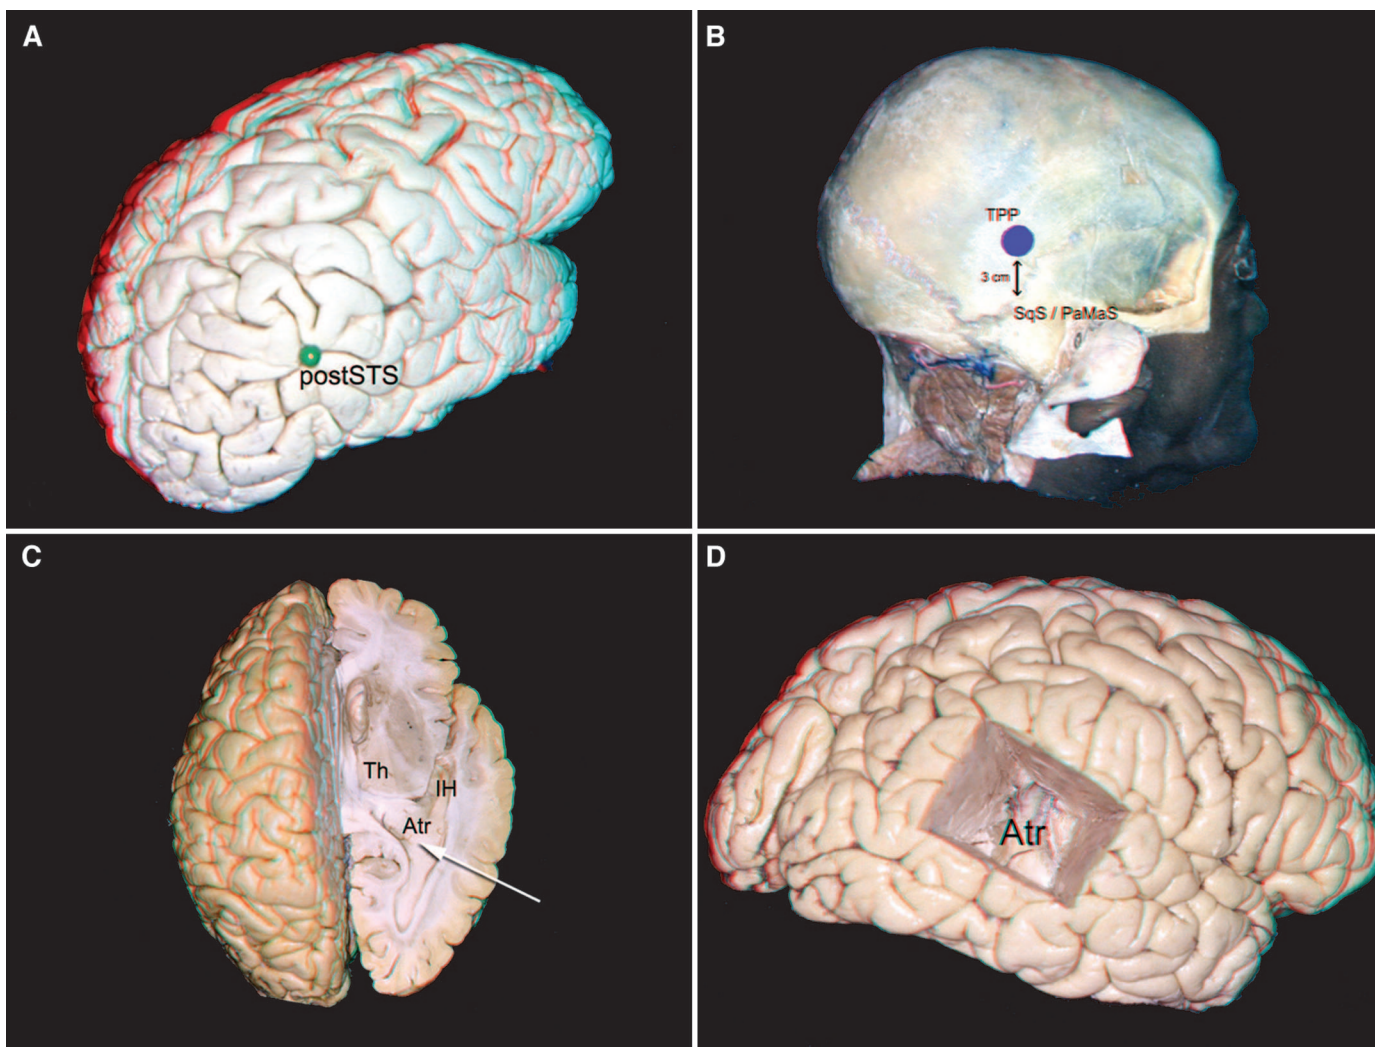 A
postSTS
B
TPP
3 cm
SqS / PaMaS
C
Th
IH
Atr
D
Atr